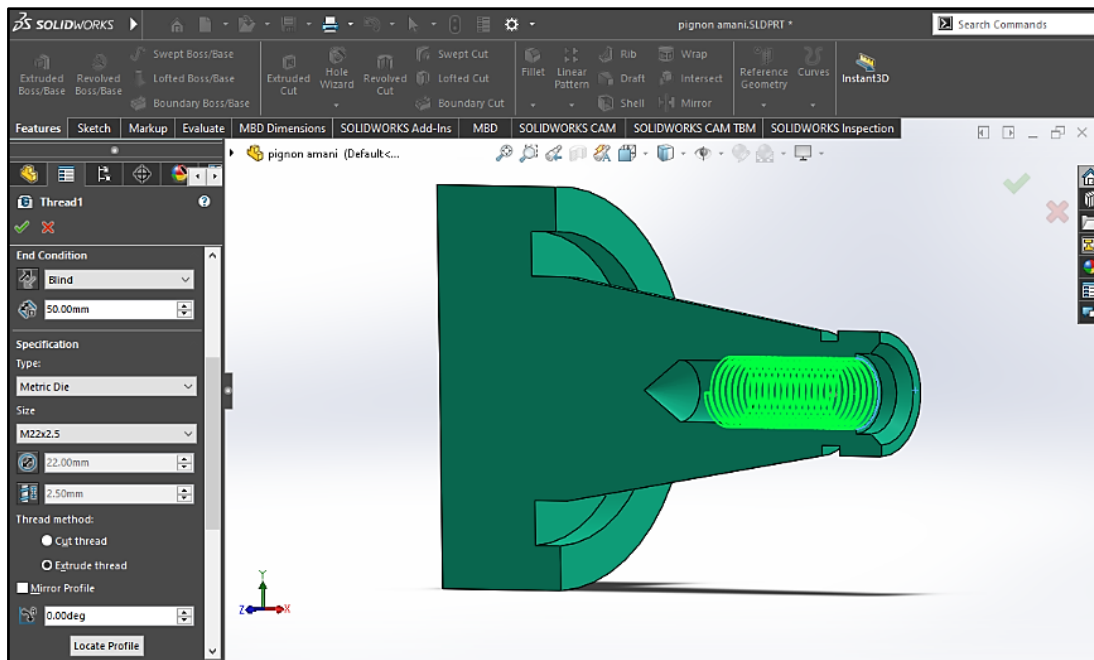 SOLIDWORKS
pignon amani.SLDPRT *
Search Commands
Extruded Boss/Base
Revolved Boss/Base
Swept Boss/Base
Lofted Boss/Base
Boundary Boss/Base
Extruded Cut
Hole Wizard
Revolved Cut
Swept Cut
Lofted Cut
Boundary Cut
Fillet
Linear Pattern
Rib
Draft
Shell
Wrap
Intersect
Mirror
Reference Geometry
Curves
Instant3D
Features Sketch Markup Evaluate MBD Dimensions SOLIDWORKS Add-Ins MBD SOLIDWORKS CAM SOLIDWORKS CAM TBM SOLIDWORKS Inspection
pignon amani (Default<...
Thread1
End Condition
Blind
50.00mm
Specification
Type:
Metric Die
Size
M22x2.5
22.00mm
2.50mm
Thread method:
Cut thread
Extrude thread
Mirror Profile
0.00deg
Locate Profile
Y
Z X